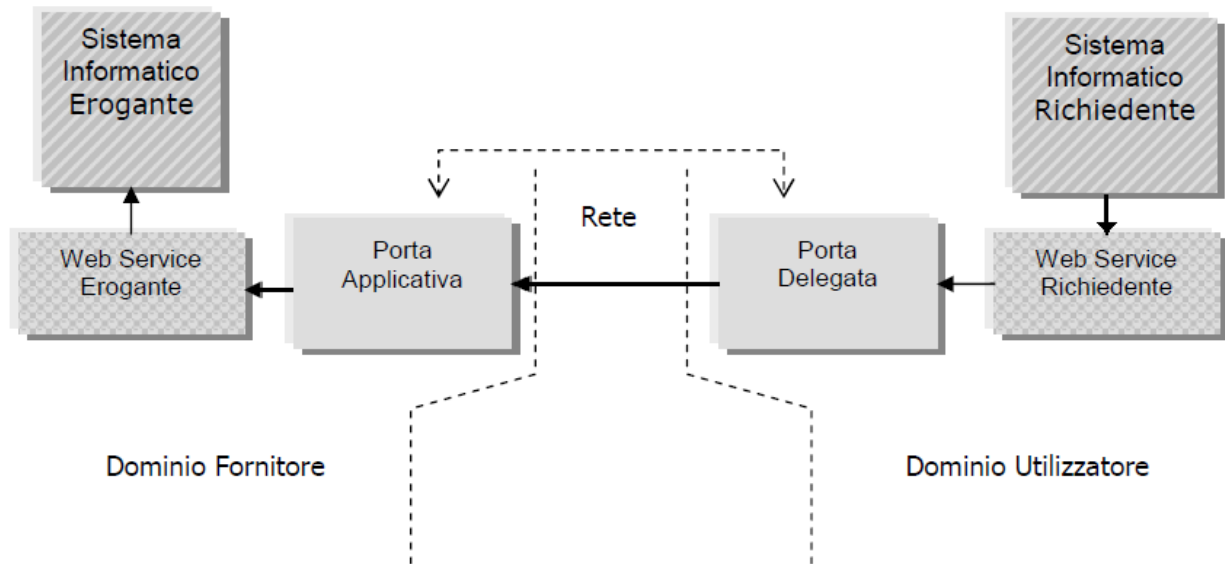 Sistema
Informatico
Erogante
Sistema
Informatico
Richiedente
Rete
Web Service
Erogante
Porta
Applicativa
Porta
Delegata
Web Service
Richiedente
Dominio Fornitore
Dominio Utilizzatore